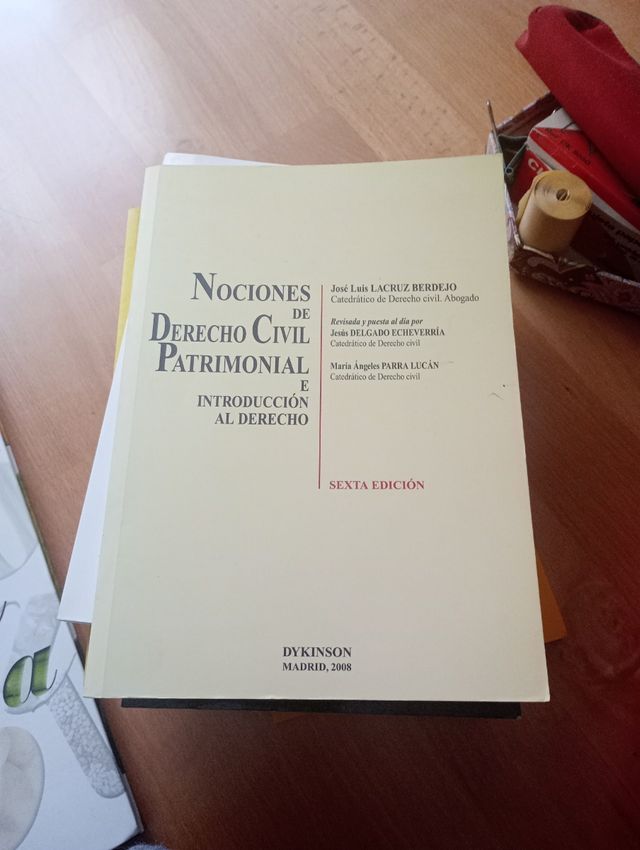 NOCIONES
DE
DERECHO CIVIL
PATRIMONIAL
E
INTRODUCCIÓN
AL DERECHO
José Luis LACRUZ BERDEJO
Catedrático de Derecho civil. Abogado
Revisada y puesta al día por
Jesús DELGADO ECHEVERRÍA
Catedrático de Derecho civil
María Ángeles PARRA LUCÁN
Catedrático de Derecho civil
SEXTA EDICIÓN
DYKINSON
MADRID, 2008
a